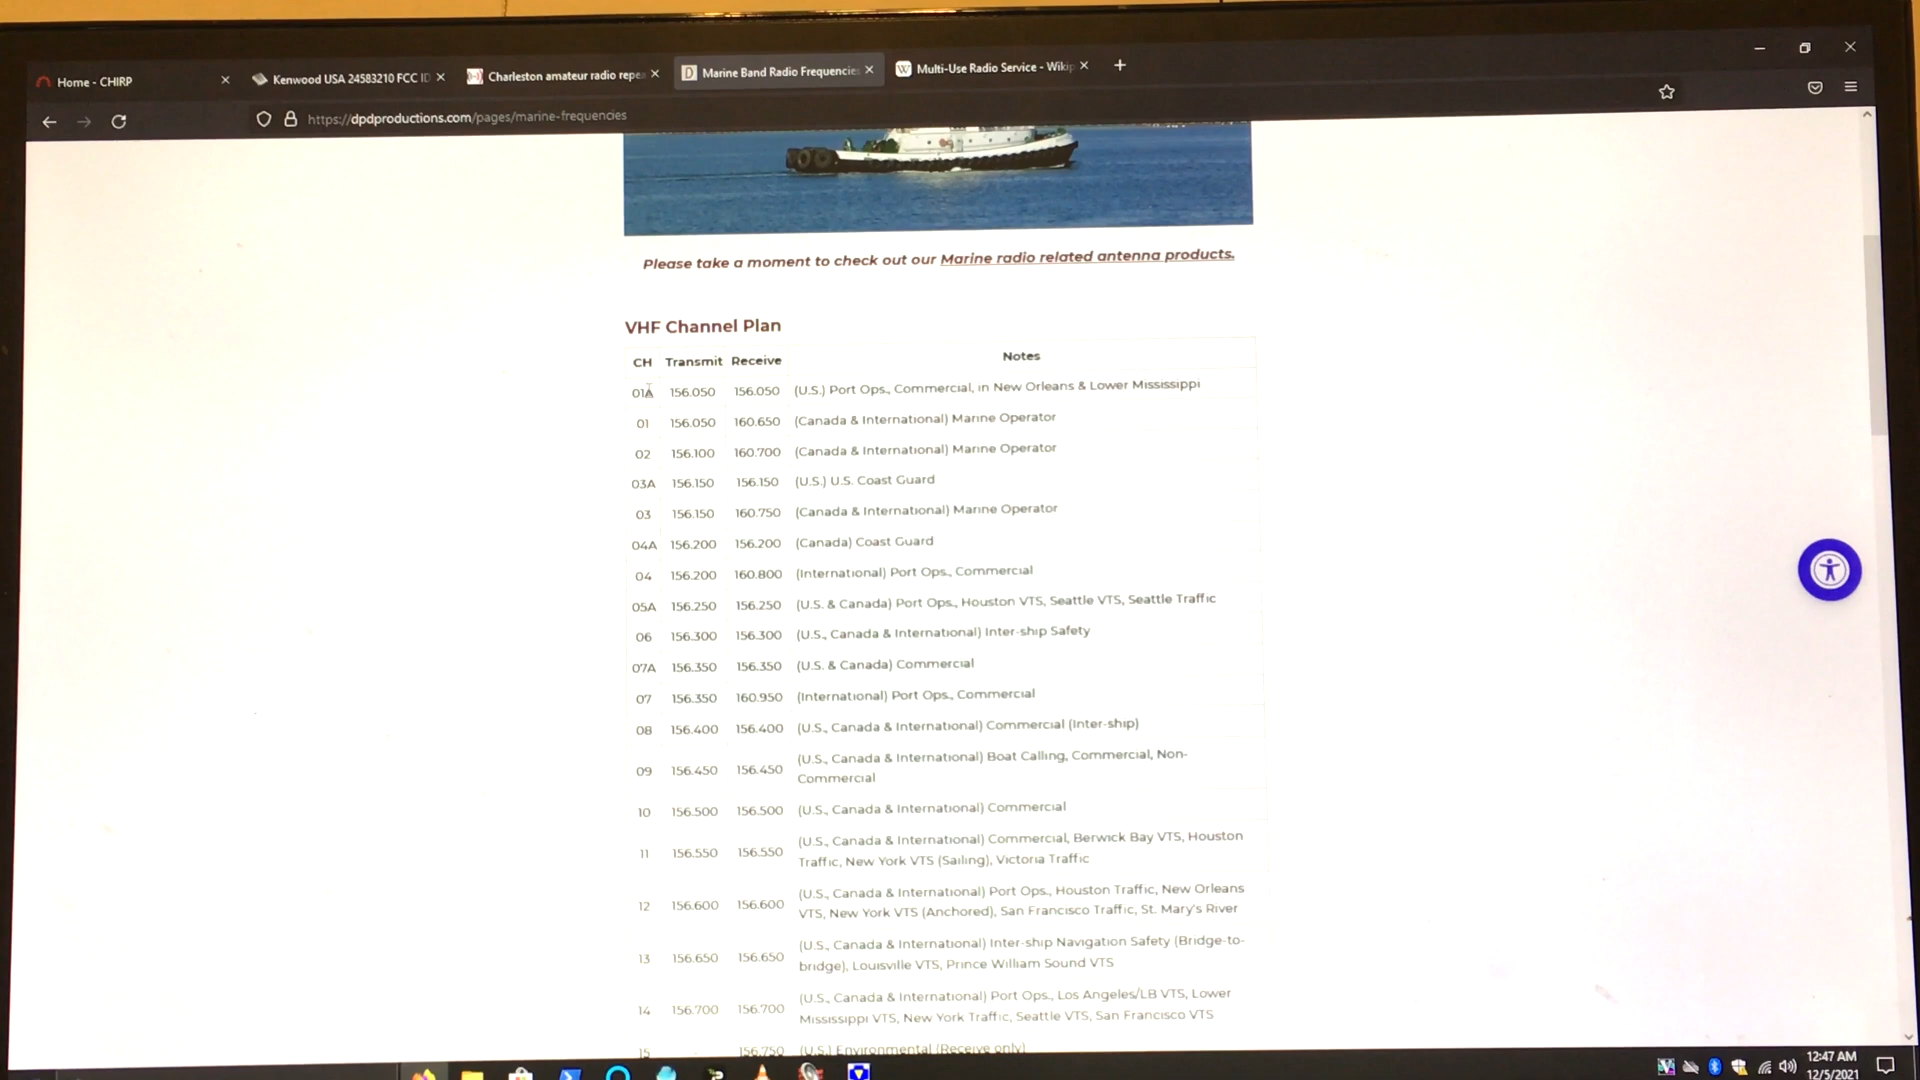 Home - CHIRP
Kenwood USA 24583210 FCC ID
Charleston amateur radio repe
Marine Band Radio Frequencies
Multi-Use Radio Service - Wikip
https://dpdproductions.com/pages/marine-frequencies
Please take a moment to check out our Marine radio related antenna products.
VHF Channel Plan
CH Transmit Receive Notes
01A 156.050 156.050 (U.S.) Port Ops., Commercial, in New Orleans & Lower Mississippi
01 156.050 160.650 (Canada & International) Marine Operator
02 156.100 160.700 (Canada & International) Marine Operator
03A 156.150 156.150 (U.S.) U.S. Coast Guard
03 156.150 160.750 (Canada & International) Marine Operator
04A 156.200 156.200 (Canada) Coast Guard
04 156.200 160.800 (International) Port Ops., Commercial
05A 156.250 156.250 (U.S. & Canada) Port Ops., Houston VTS, Seattle VTS, Seattle Traffic
06 156.300 156.300 (U.S., Canada & International) Inter-ship Safety
07A 156.350 156.350 (U.S. & Canada) Commercial
07 156.350 160.950 (International) Port Ops., Commercial
08 156.400 156.400 (U.S., Canada & International) Commercial (Inter-ship)
09 156.450 156.450 (U.S., Canada & International) Boat Calling, Commercial, Non-
Commercial
10 156.500 156.500 (U.S., Canada & International) Commercial
11 156.550 156.550 (U.S., Canada & International) Commercial, Berwick Bay VTS, Houston
Traffic, New York VTS (Sailing), Victoria Traffic
12 156.600 156.600 (U.S., Canada & International) Port Ops., Houston Traffic, New Orleans
VTS, New York VTS (Anchored), San Francisco Traffic, St. Mary's River
13 156.650 156.650 (U.S., Canada & International) Inter-ship Navigation Safety (Bridge-to-
bridge), Louisville VTS, Prince William Sound VTS
14 156.700 156.700 (U.S., Canada & International) Port Ops., Los Angeles/LB VTS, Lower
Mississippi VTS, New York Traffic, Seattle VTS, San Francisco VTS
15 156.750 (U.S.) Environmental (Receive only)
12:47 AM
12/5/2021